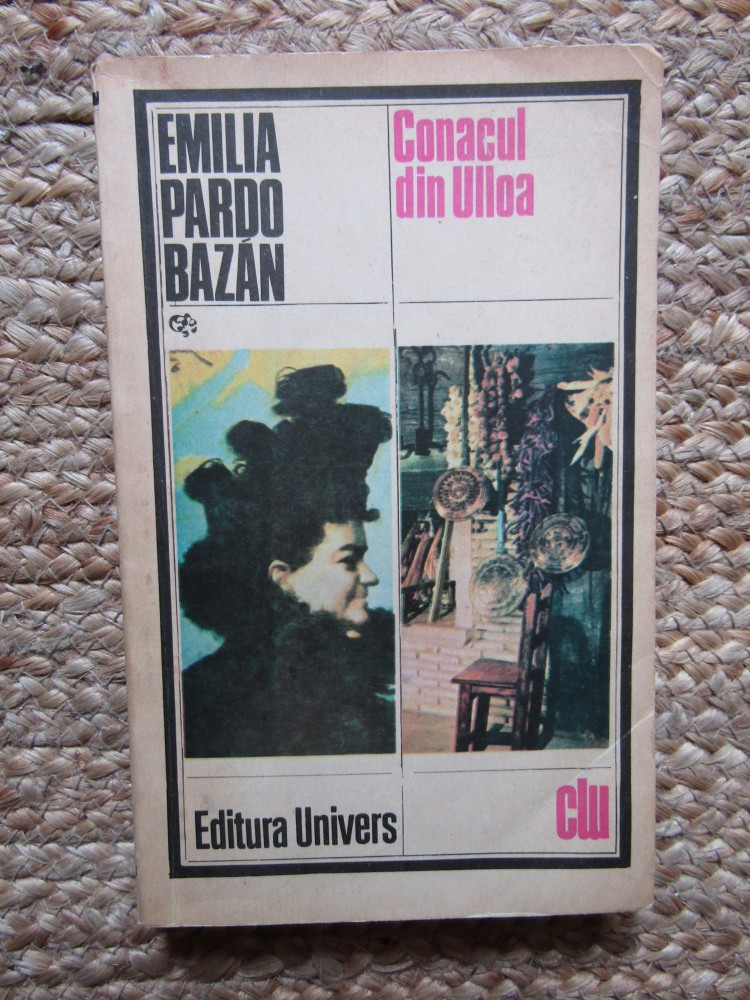 EMILIA
PARDO
BAZÁN
Conacul
din Ulloa
Editura Univers
clu